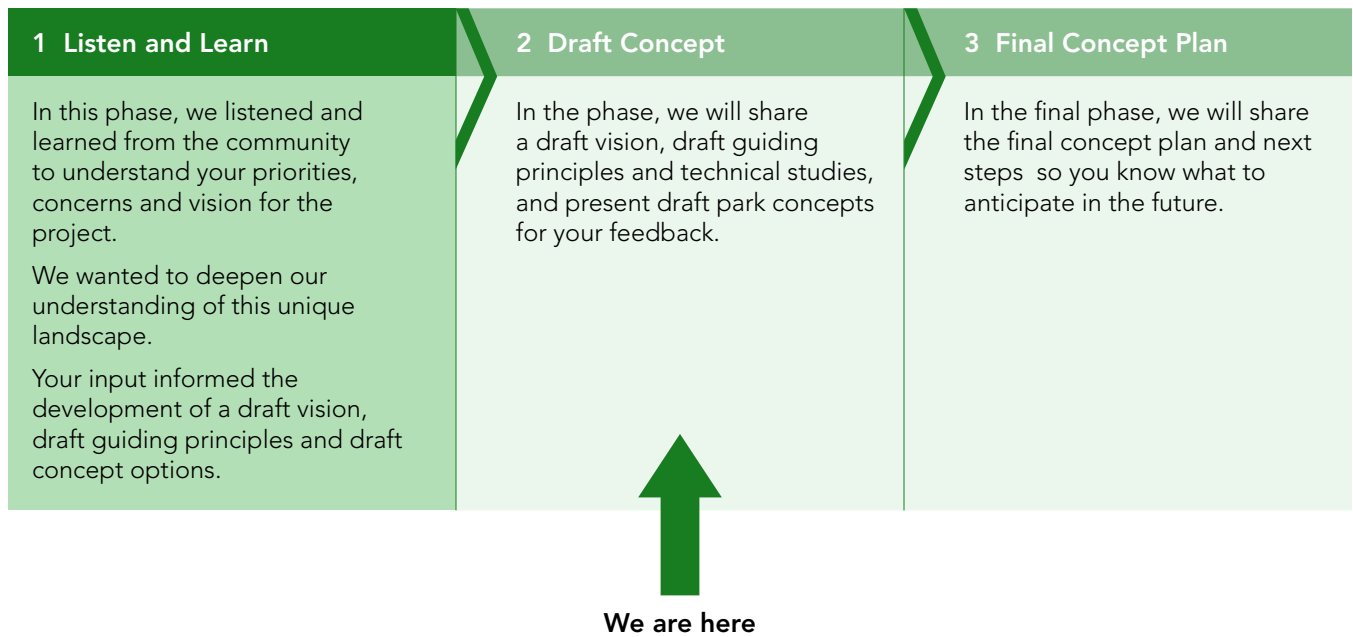 1 Listen and Learn
In this phase, we listened and
learned from the community
to understand your priorities,
concerns and vision for the
project.
We wanted to deepen our
understanding of this unique
landscape.
Your input informed the
development of a draft vision,
draft guiding principles and draft
concept options.
2 Draft Concept
In the phase, we will share
a draft vision, draft guiding
principles and technical studies,
and present draft park concepts
for your feedback.
3 Final Concept Plan
In the final phase, we will share
the final concept plan and next
steps so you know what to
anticipate in the future.
We are here